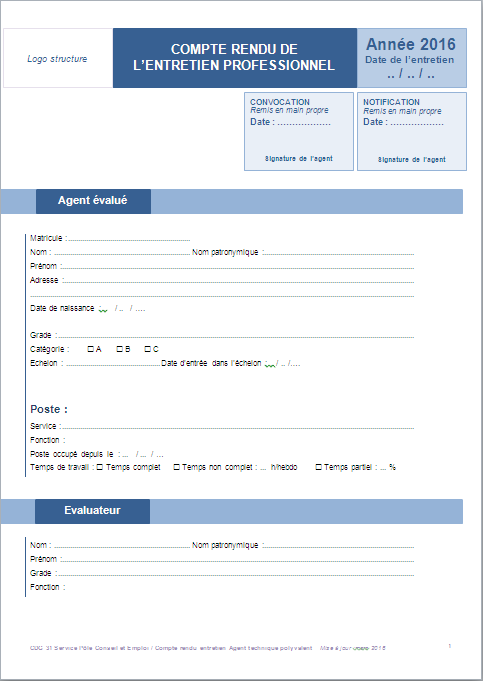 Logo structure
COMPTE RENDU DE
L'ENTRETIEN PROFESSIONNEL
Année 2016
Date de l'entretien
.. / .. / ..
CONVOCATION
Remis en main propre
Date : ..................
Signature de l'agent
NOTIFICATION
Remis en main propre
Date : ..................
Signature de l'agent
Agent évalué
Matricule :
Nom : Nom patronymique :
Prénom :
Adresse :
Date de naissance : .. / .. / ....
Grade :
Catégorie : ☐ A ☐ B ☐ C
Echelon : Date d'entrée dans l'échelon : .. / .. /....
Poste :
Service :
Fonction :
Poste occupé depuis le : ... / ... / ...
Temps de travail : ☐ Temps complet ☐ Temps non complet : ... h/hebdo ☐ Temps partiel : ... %
Evaluateur
Nom : Nom patronymique :
Prénom :
Grade :
Fonction :
CDG 31 Service Pôle Conseil et Emploi / Compte rendu entretien Agent technique polyvalent Mise à jour 2016
1